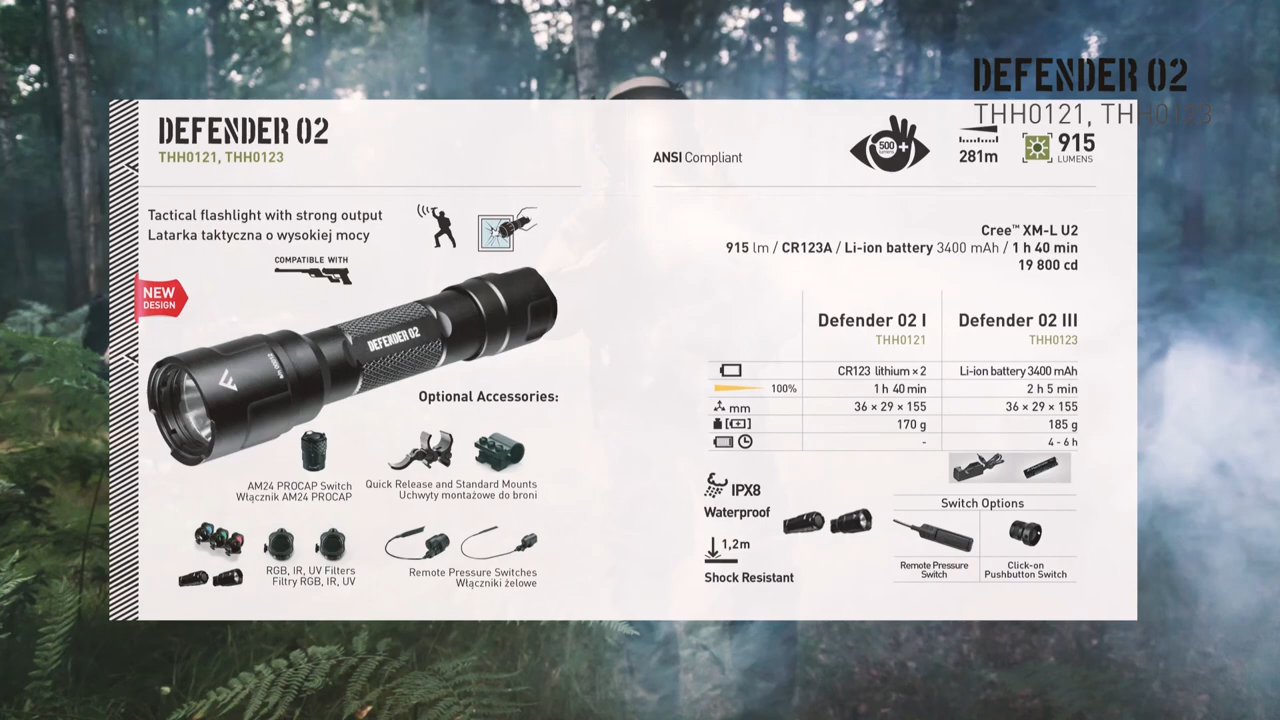 DEFENDER 02
THH0121, THH0123
DEFENDER 02
THH0121, THH0123
ANSI Compliant
500
lumens
+
281m
915
LUMENS
Tactical flashlight with strong output
Latarka taktyczna o wysokiej mocy
COMPATIBLE WITH
NEW
DESIGN
DEFENDER 02
Cree™ XM-L U2
915 lm / CR123A / Li-ion battery 3400 mAh / 1 h 40 min
19 800 cd
Defender 02 I Defender 02 III
THH0121 THH0123
CR123 lithium × 2 Li-ion battery 3400 mAh
100% 1 h 40 min 2 h 5 min
mm 36 × 29 × 155 36 × 29 × 155
170 g 185 g
- 4 - 6 h
Optional Accessories:
AM24 PROCAP Switch
Włącznik AM24 PROCAP
Quick Release and Standard Mounts
Uchwyty montażowe do broni
RGB, IR, UV Filters
Filtry RGB, IR, UV
Remote Pressure Switches
Włączniki żelowe
IPX8
Waterproof
1,2m
Shock Resistant
Switch Options
Remote Pressure
Switch
Click-on
Pushbutton Switch